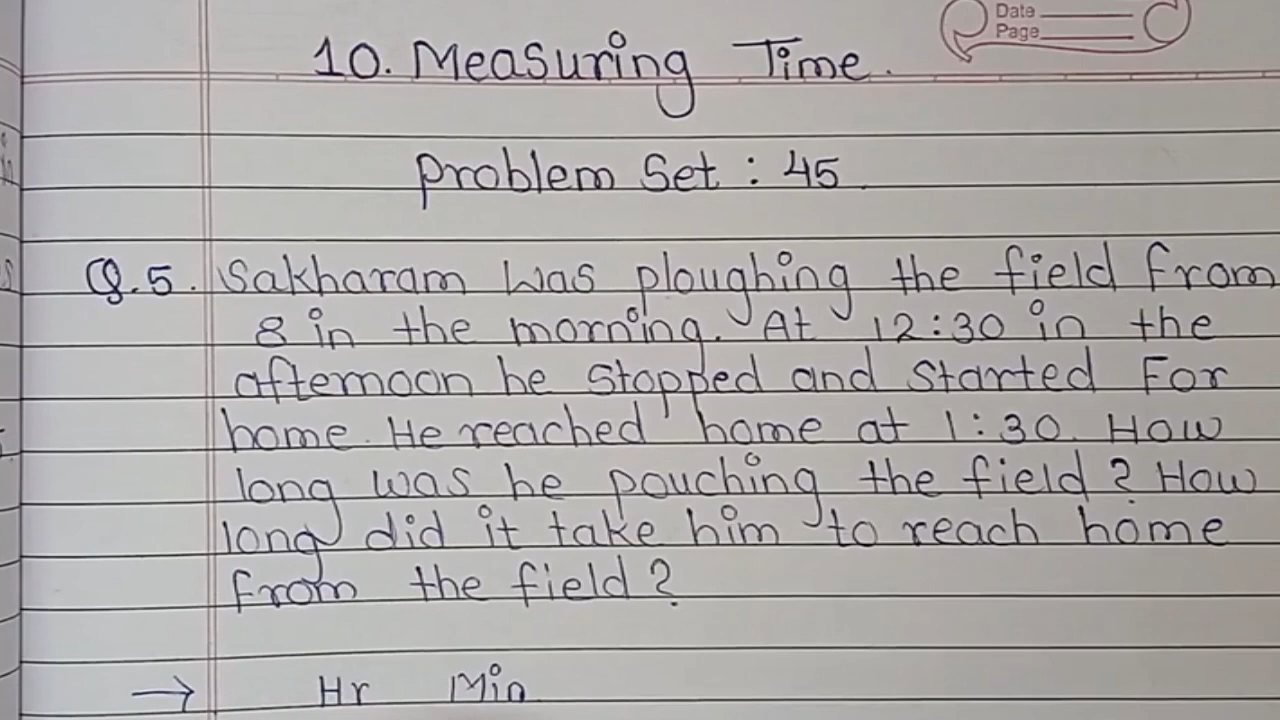 Date
Page
10. Measuring Time.
Problem Set : 45
Q.5. Sakharam was ploughing the field from
8 in the morning. At 12:30 in the
afternoon he stopped and started For
home. He reached home at 1:30. How
long was he pouching the field ? How
long did it take him to reach home
from the field ?
→ Hr Min